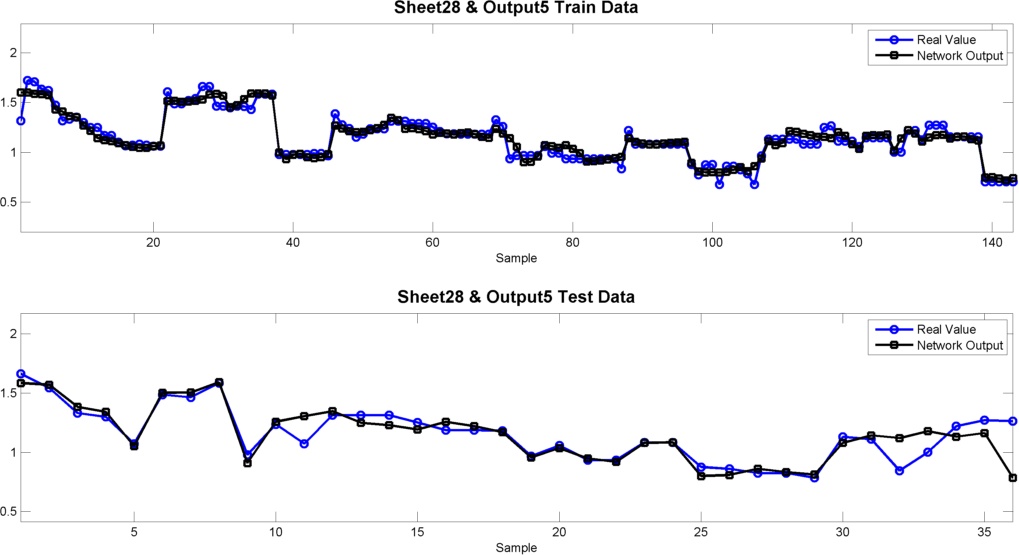 Sheet28 & Output5 Train Data
Real Value
Network Output
2
1.5
1
0.5
20 40 60 80 100 120 140
Sample
Sheet28 & Output5 Test Data
Real Value
Network Output
2
1.5
1
0.5
5 10 15 20 25 30 35
Sample